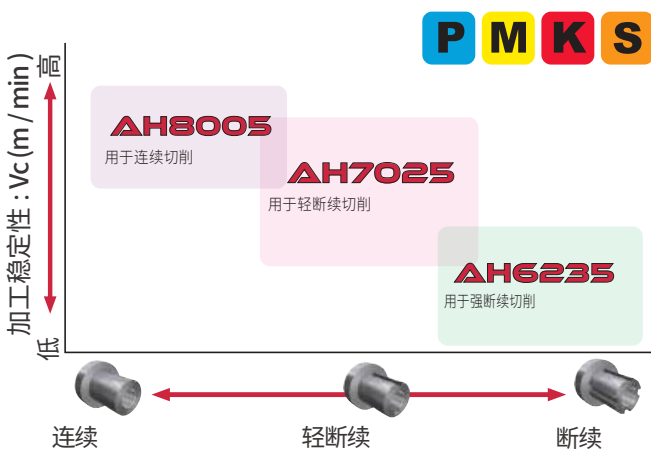 P M K S
高
加工稳定性 : Vc (m / min)
低
AH8005
用于连续切削
AH7025
用于轻断续切削
AH6235
用于强断续切削
连续
轻断续
断续